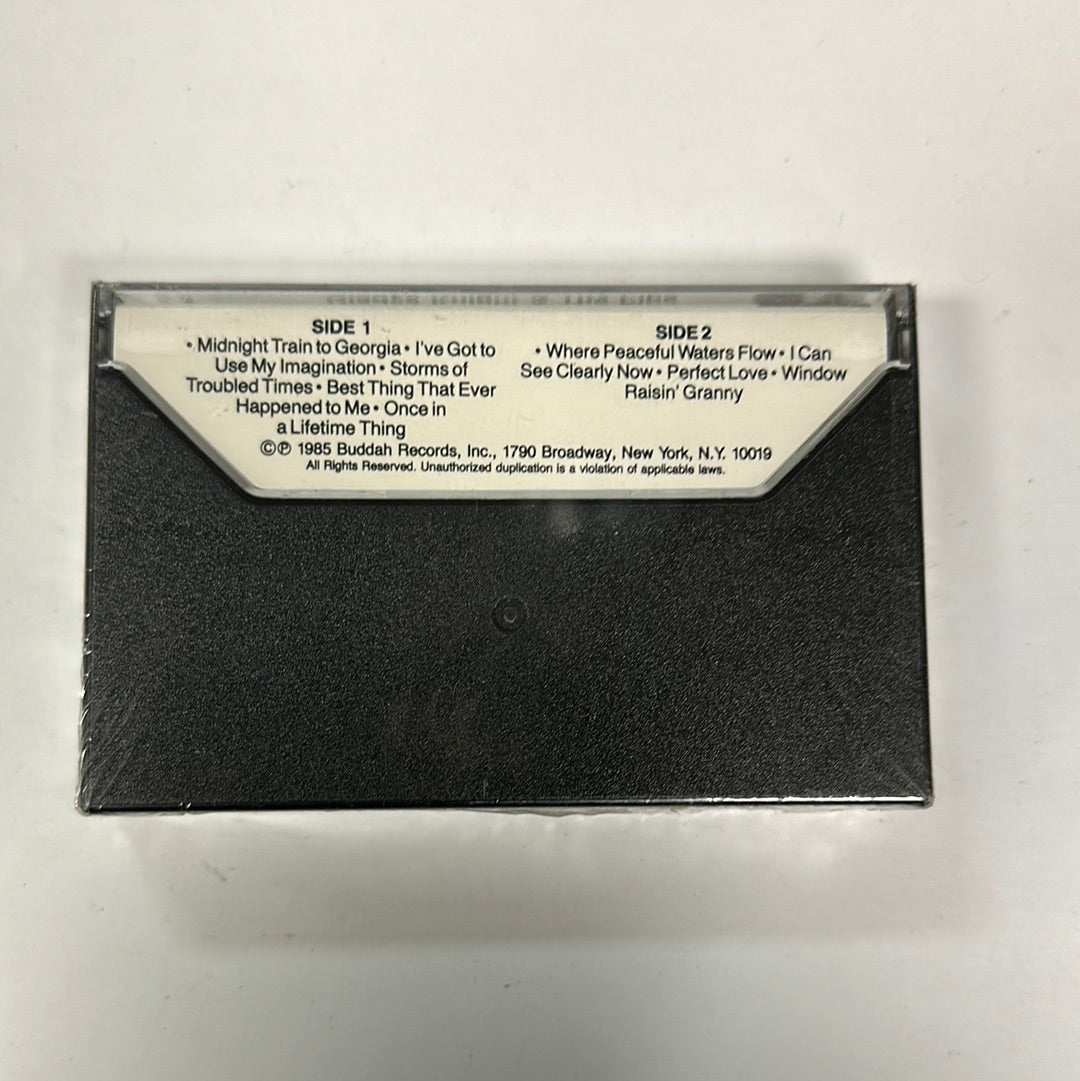 SIDE 1
• Midnight Train to Georgia • I've Got to
Use My Imagination • Storms of
Troubled Times • Best Thing That Ever
Happened to Me • Once in
a Lifetime Thing
SIDE 2
• Where Peaceful Waters Flow • I Can
See Clearly Now • Perfect Love • Window
Raisin' Granny
©℗ 1985 Buddah Records, Inc., 1790 Broadway, New York, N.Y. 10019
All Rights Reserved. Unauthorized duplication is a violation of applicable laws.